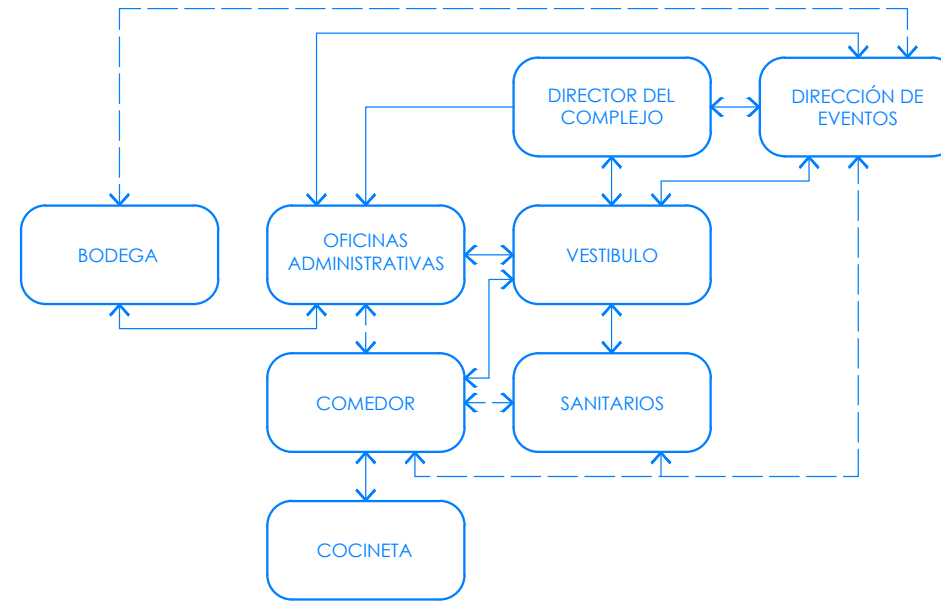 DIRECTOR DEL
COMPLEJO
DIRECCIÓN DE
EVENTOS
BODEGA
OFICINAS
ADMINISTRATIVAS
VESTIBULO
COMEDOR
SANITARIOS
COCINETA